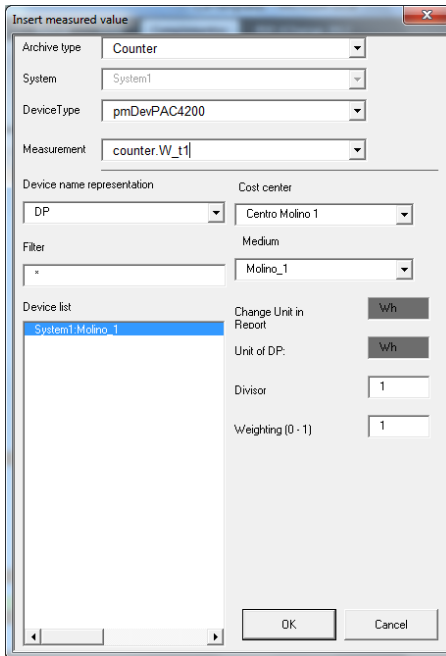 Insert measured value
Archive type Counter
System System1
DeviceType pmDevPAC4200
Measurement counter.W_t1
Device name representation Cost center
DP Centro Molino 1
Filter Medium
* Molino_1
Device list Change Unit in
Report Wh
System1:Molino_1
Unit of DP: Wh
Divisor 1
Weighting (0 - 1) 1
OK Cancel